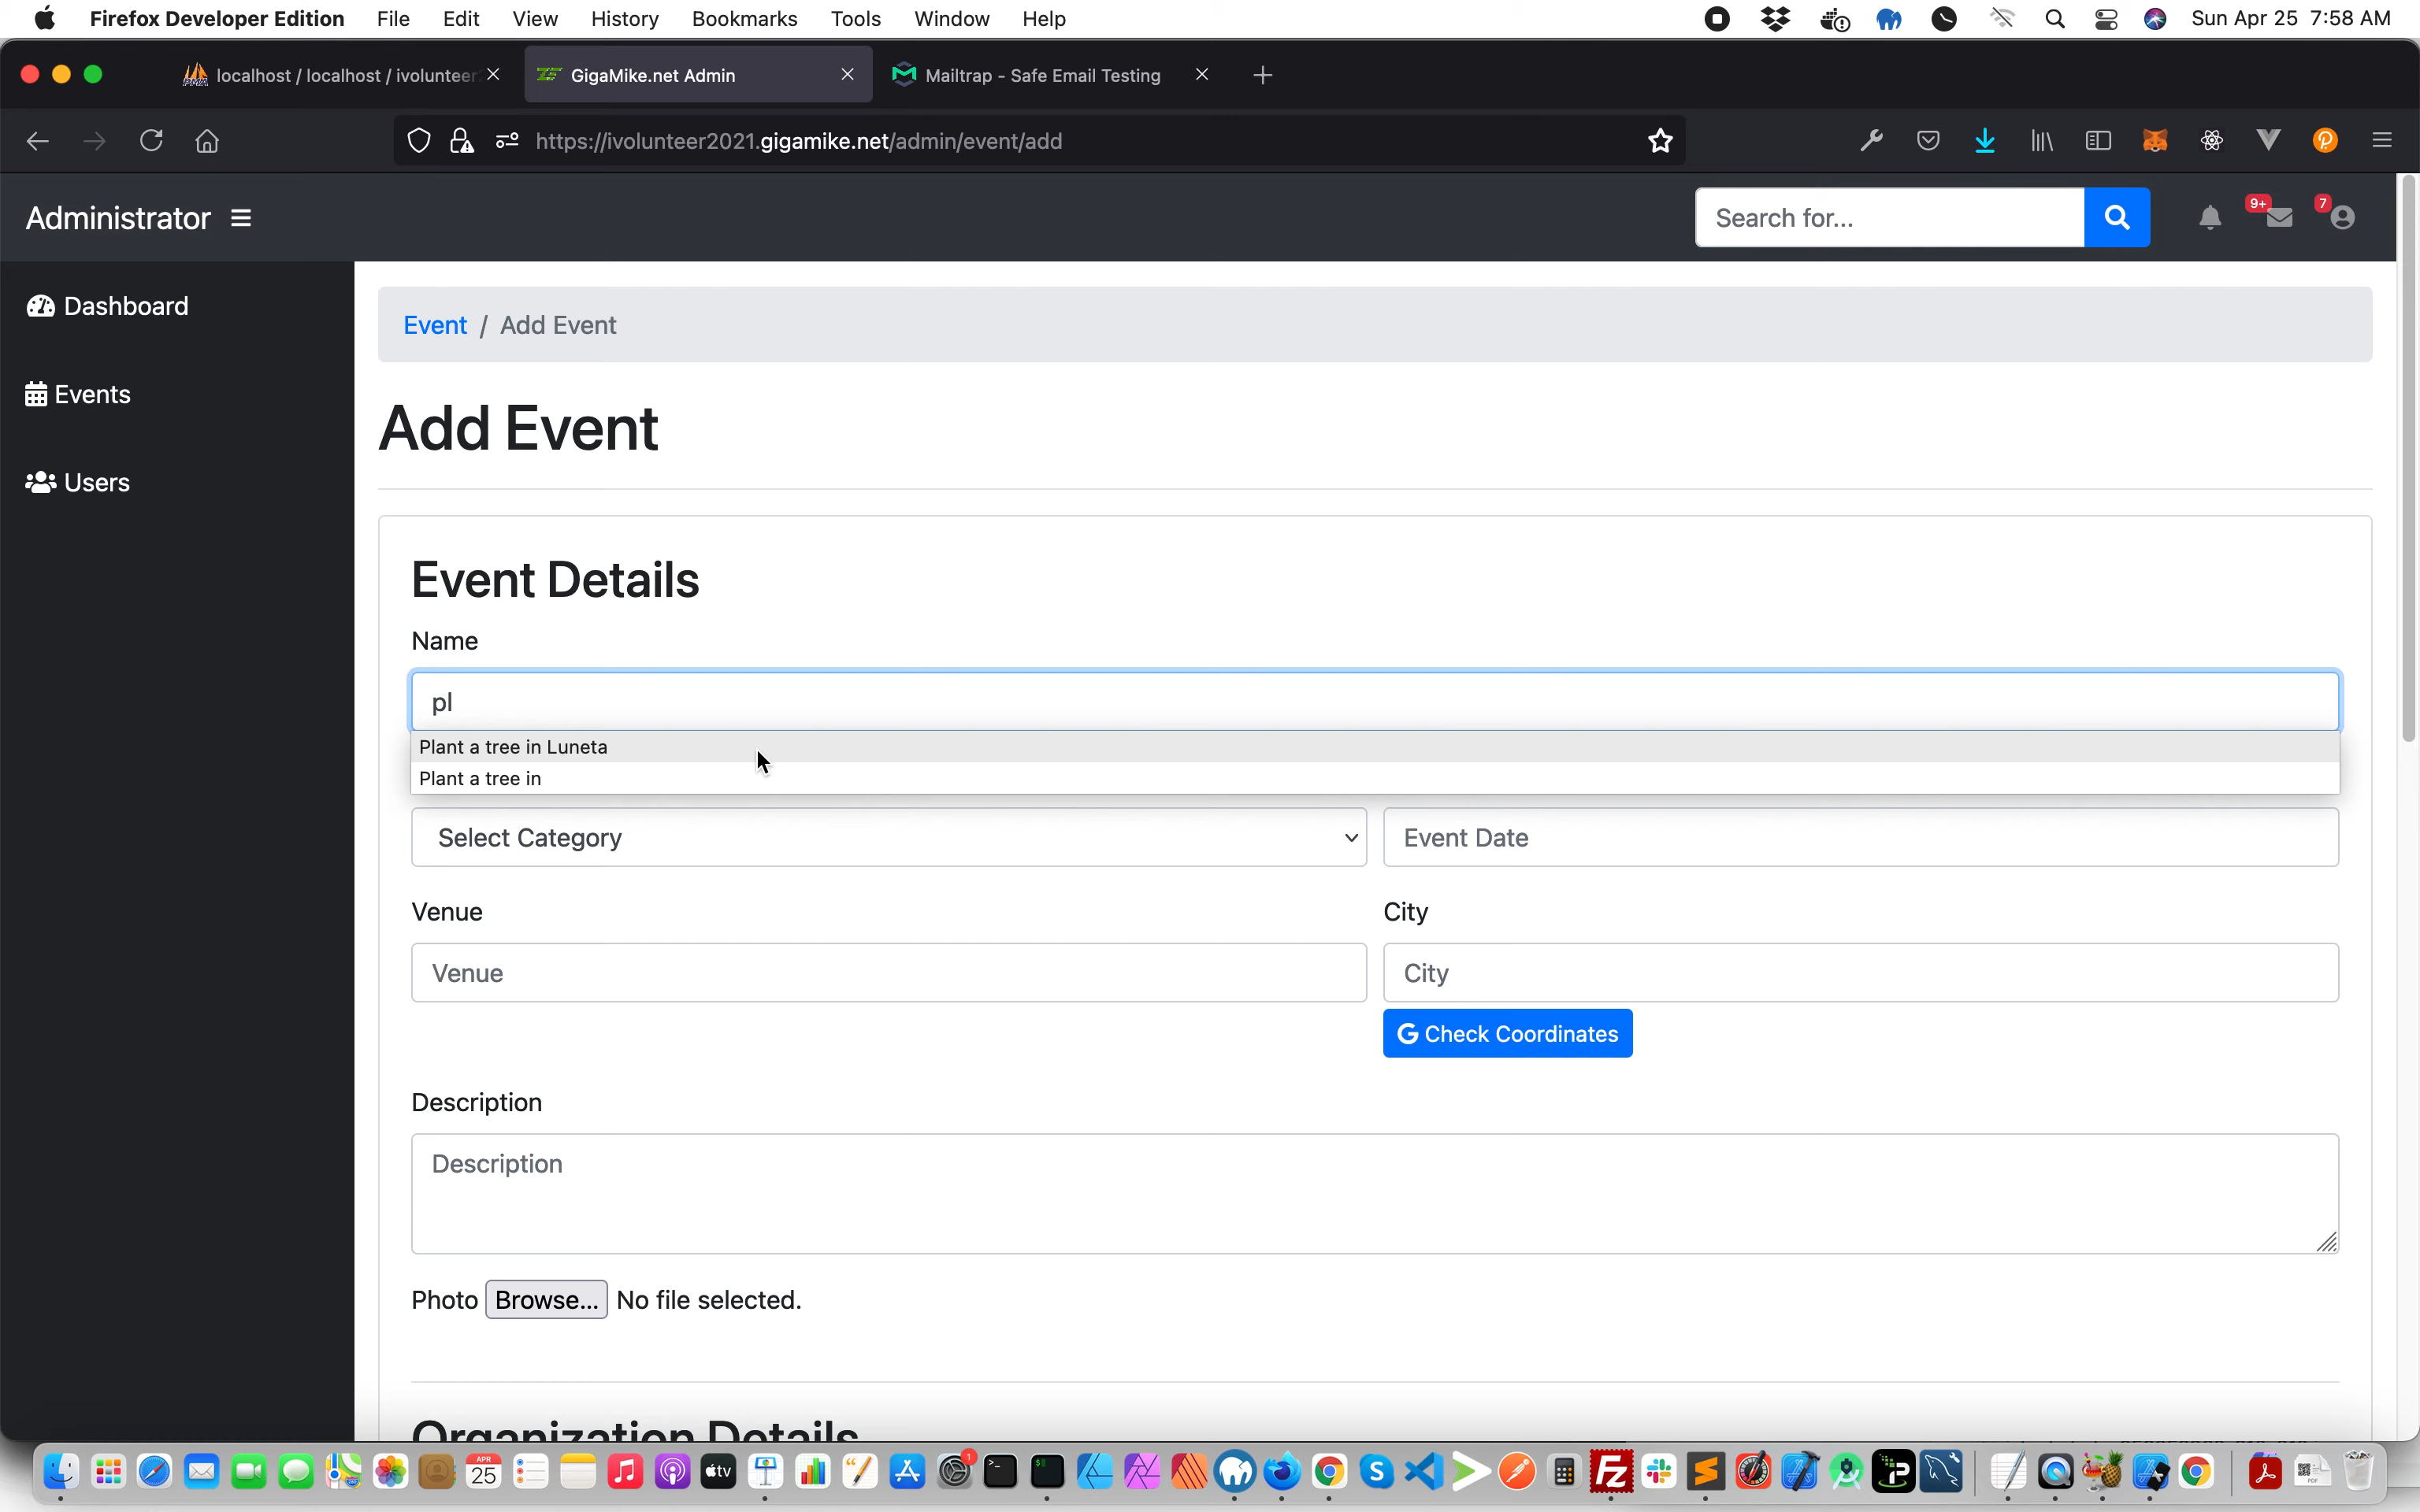 Firefox Developer Edition File Edit View History Bookmarks Tools Window Help Sun Apr 25 7:58 AM
localhost / localhost / ivolunteer GigaMike.net Admin Mailtrap - Safe Email Testing
https://ivolunteer2021.gigamike.net/admin/event/add
Administrator Search for... 9+ 7
Dashboard
Events
Users
Event / Add Event
Add Event
Event Details
Name
pl
Plant a tree in Luneta
Plant a tree in
Select Category Event Date
Venue City
Venue City
Check Coordinates
Description
Description
Photo Browse... No file selected.
Organization Details
APR
25
tv
1